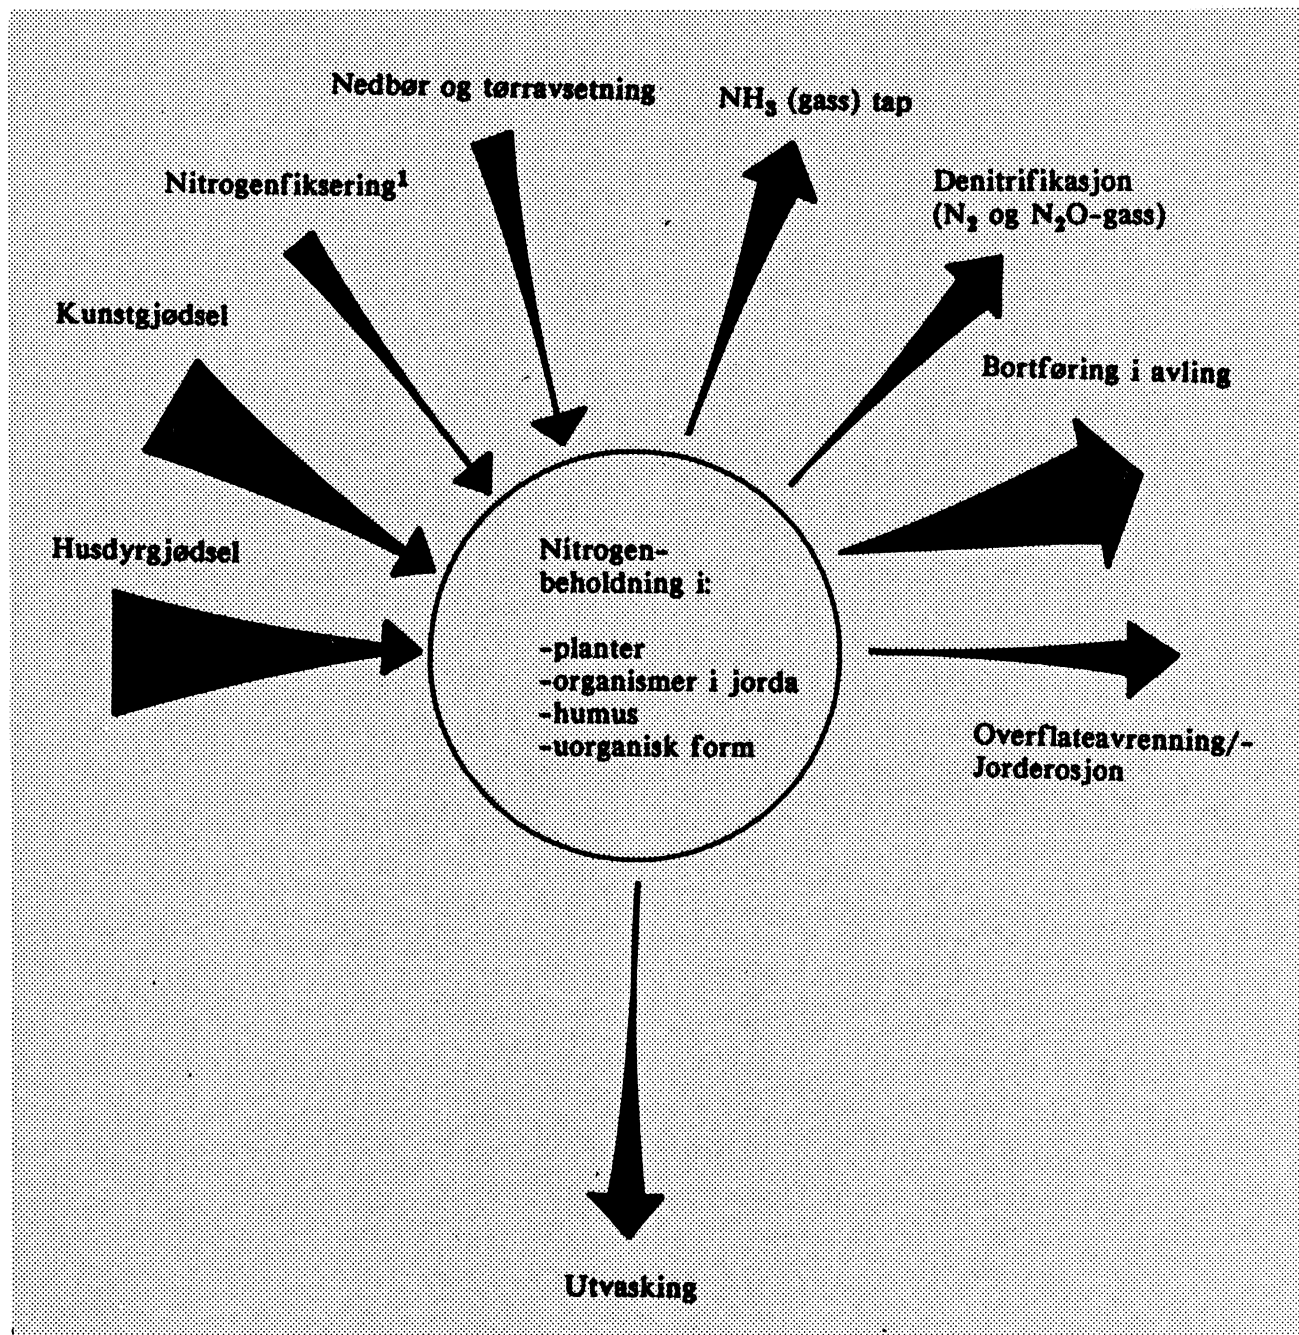 Nedbør og tørravsetning
NH₃ (gass) tap
Nitrogenfiksering¹
Denitrifikasjon
(N₂ og N₂O-gass)
Kunstgjødsel
Bortføring i avling
Husdyrgjødsel
Nitrogen-
beholdning i:
-planter
-organismer i jorda
-humus
-uorganisk form
Overflateavrenning/-
Jorderosjon
Utvasking